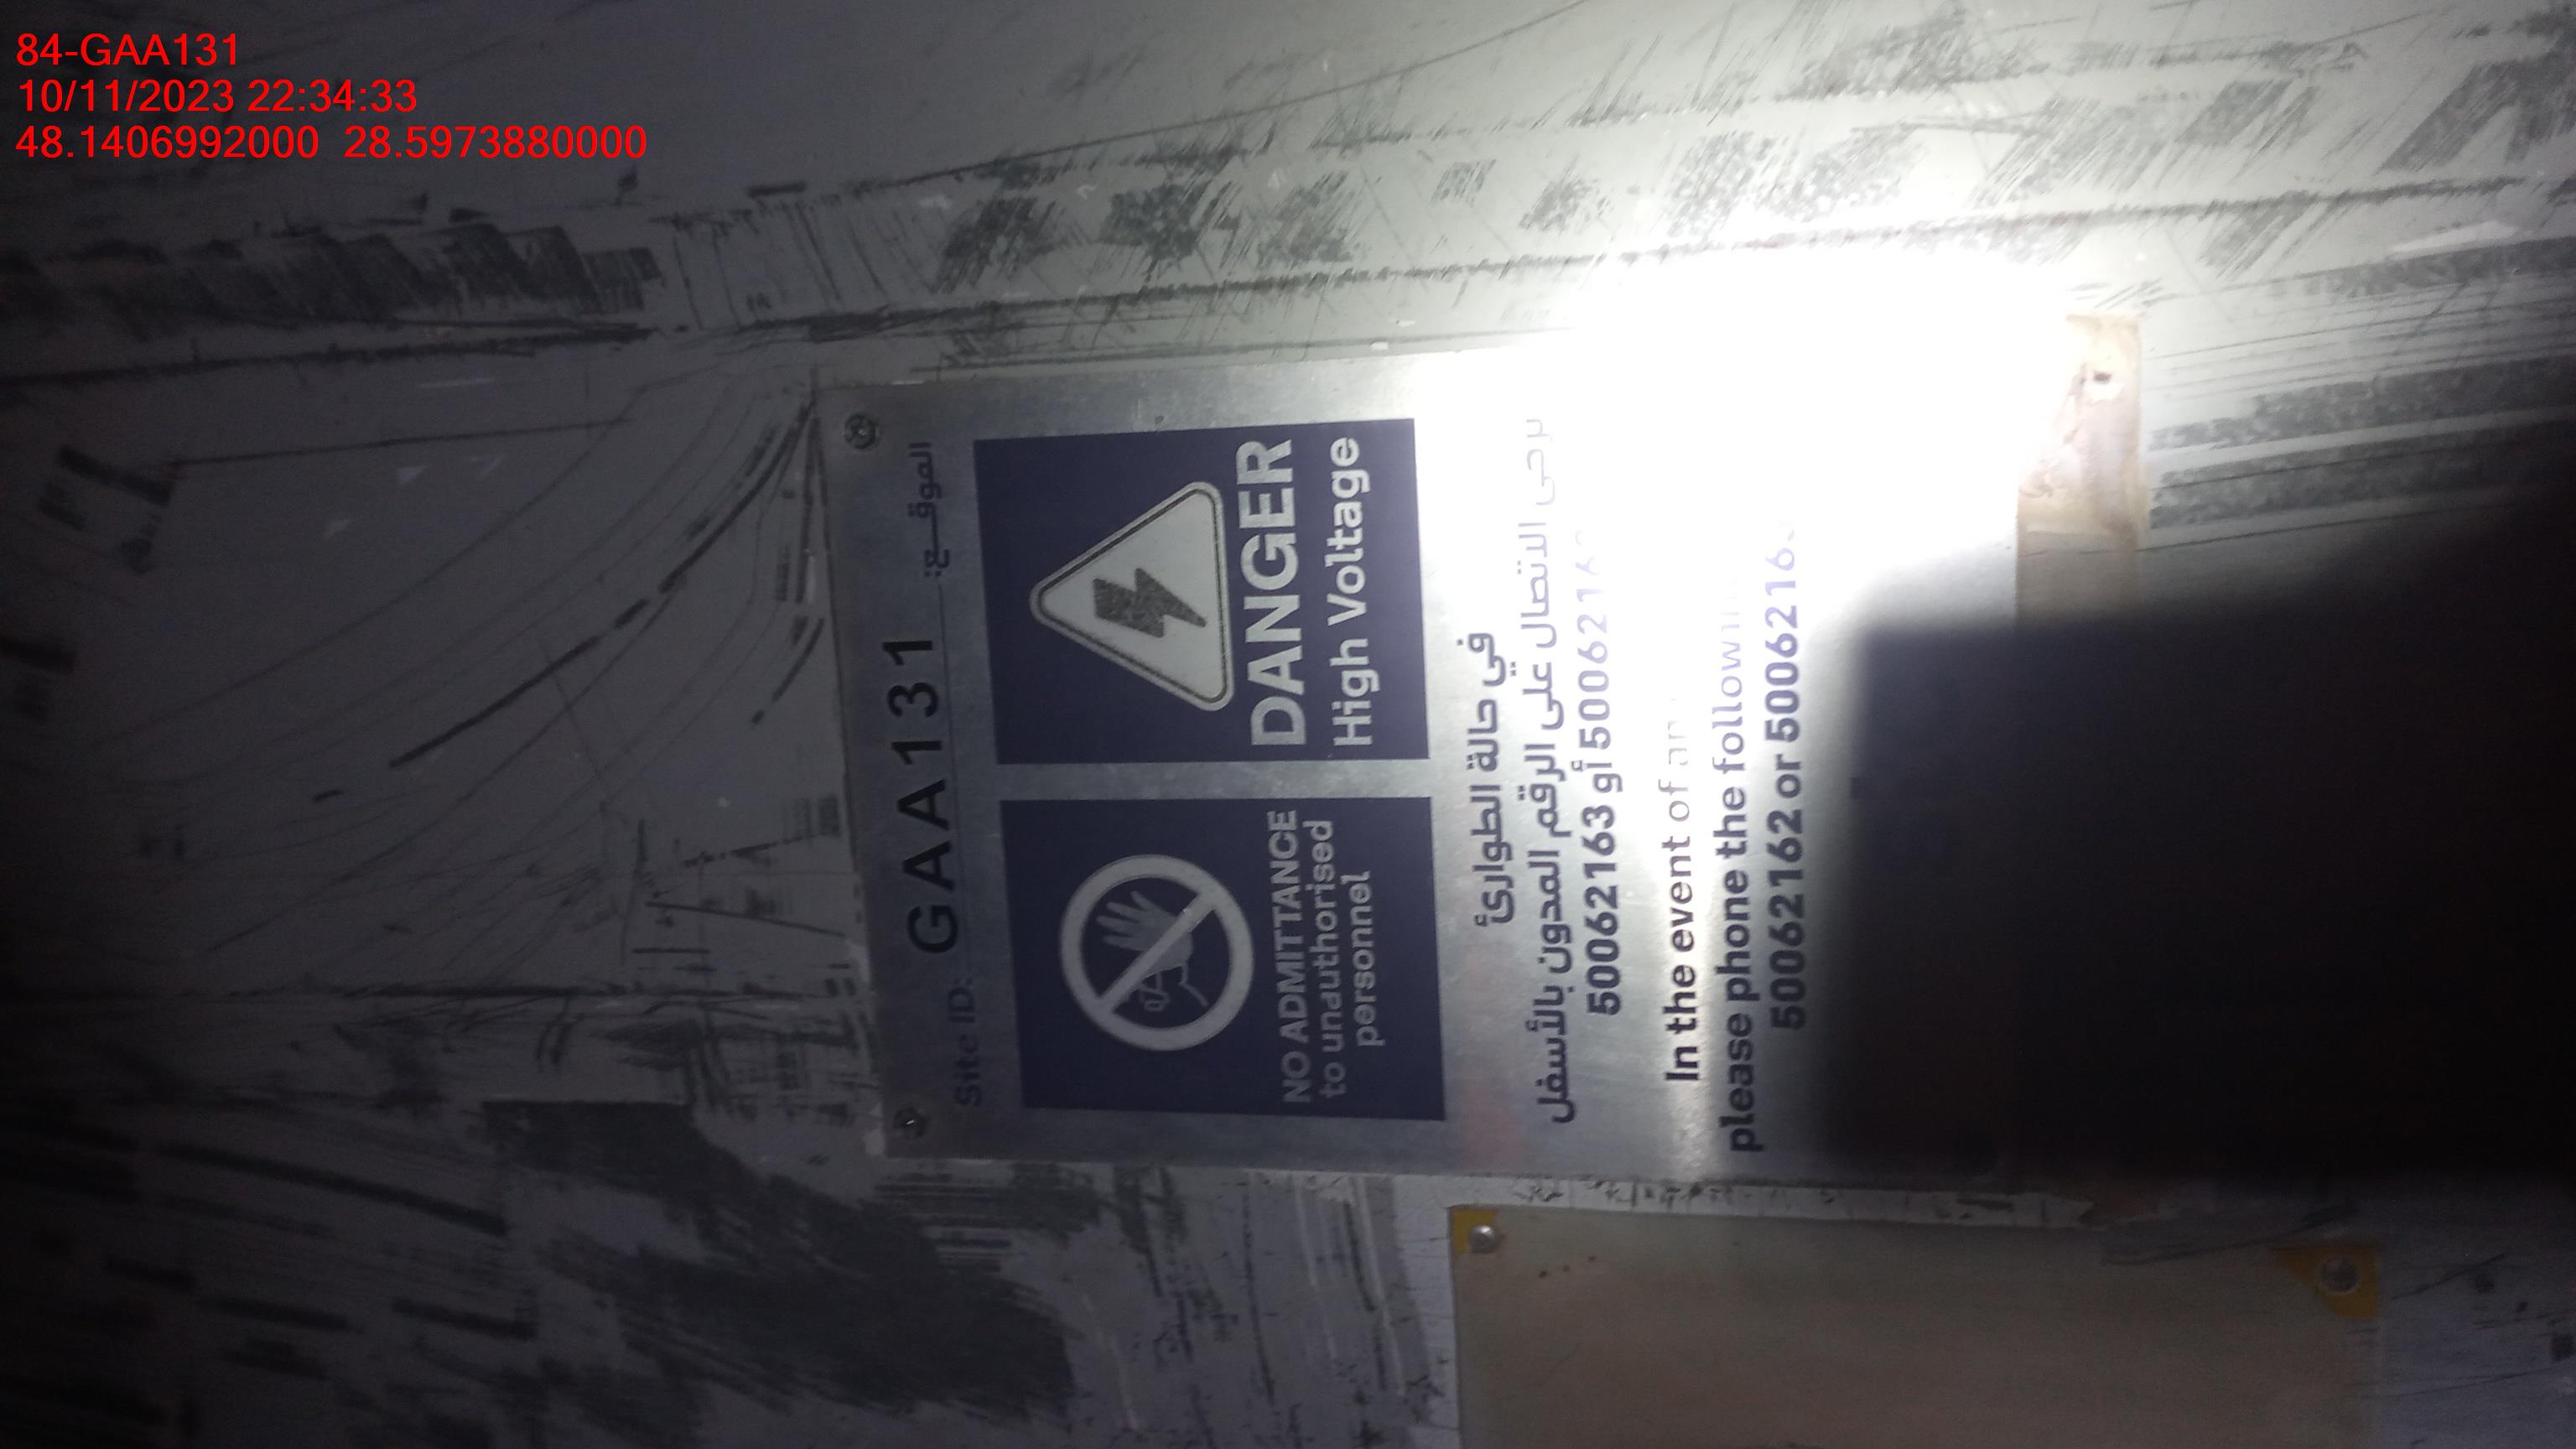 84-GAA131
10/11/2023 22:34:33
48.1406992000 28.5973880000
Site ID: GAA131 الموقـــع:
NO ADMITTANCE
to unauthorised
personnel
DANGER
High Voltage
في حالة الطوارئ
يرجى الاتصال على الرقم المدون بالأسفل
50062163 أو
In the event of
please phone the
50062162 or